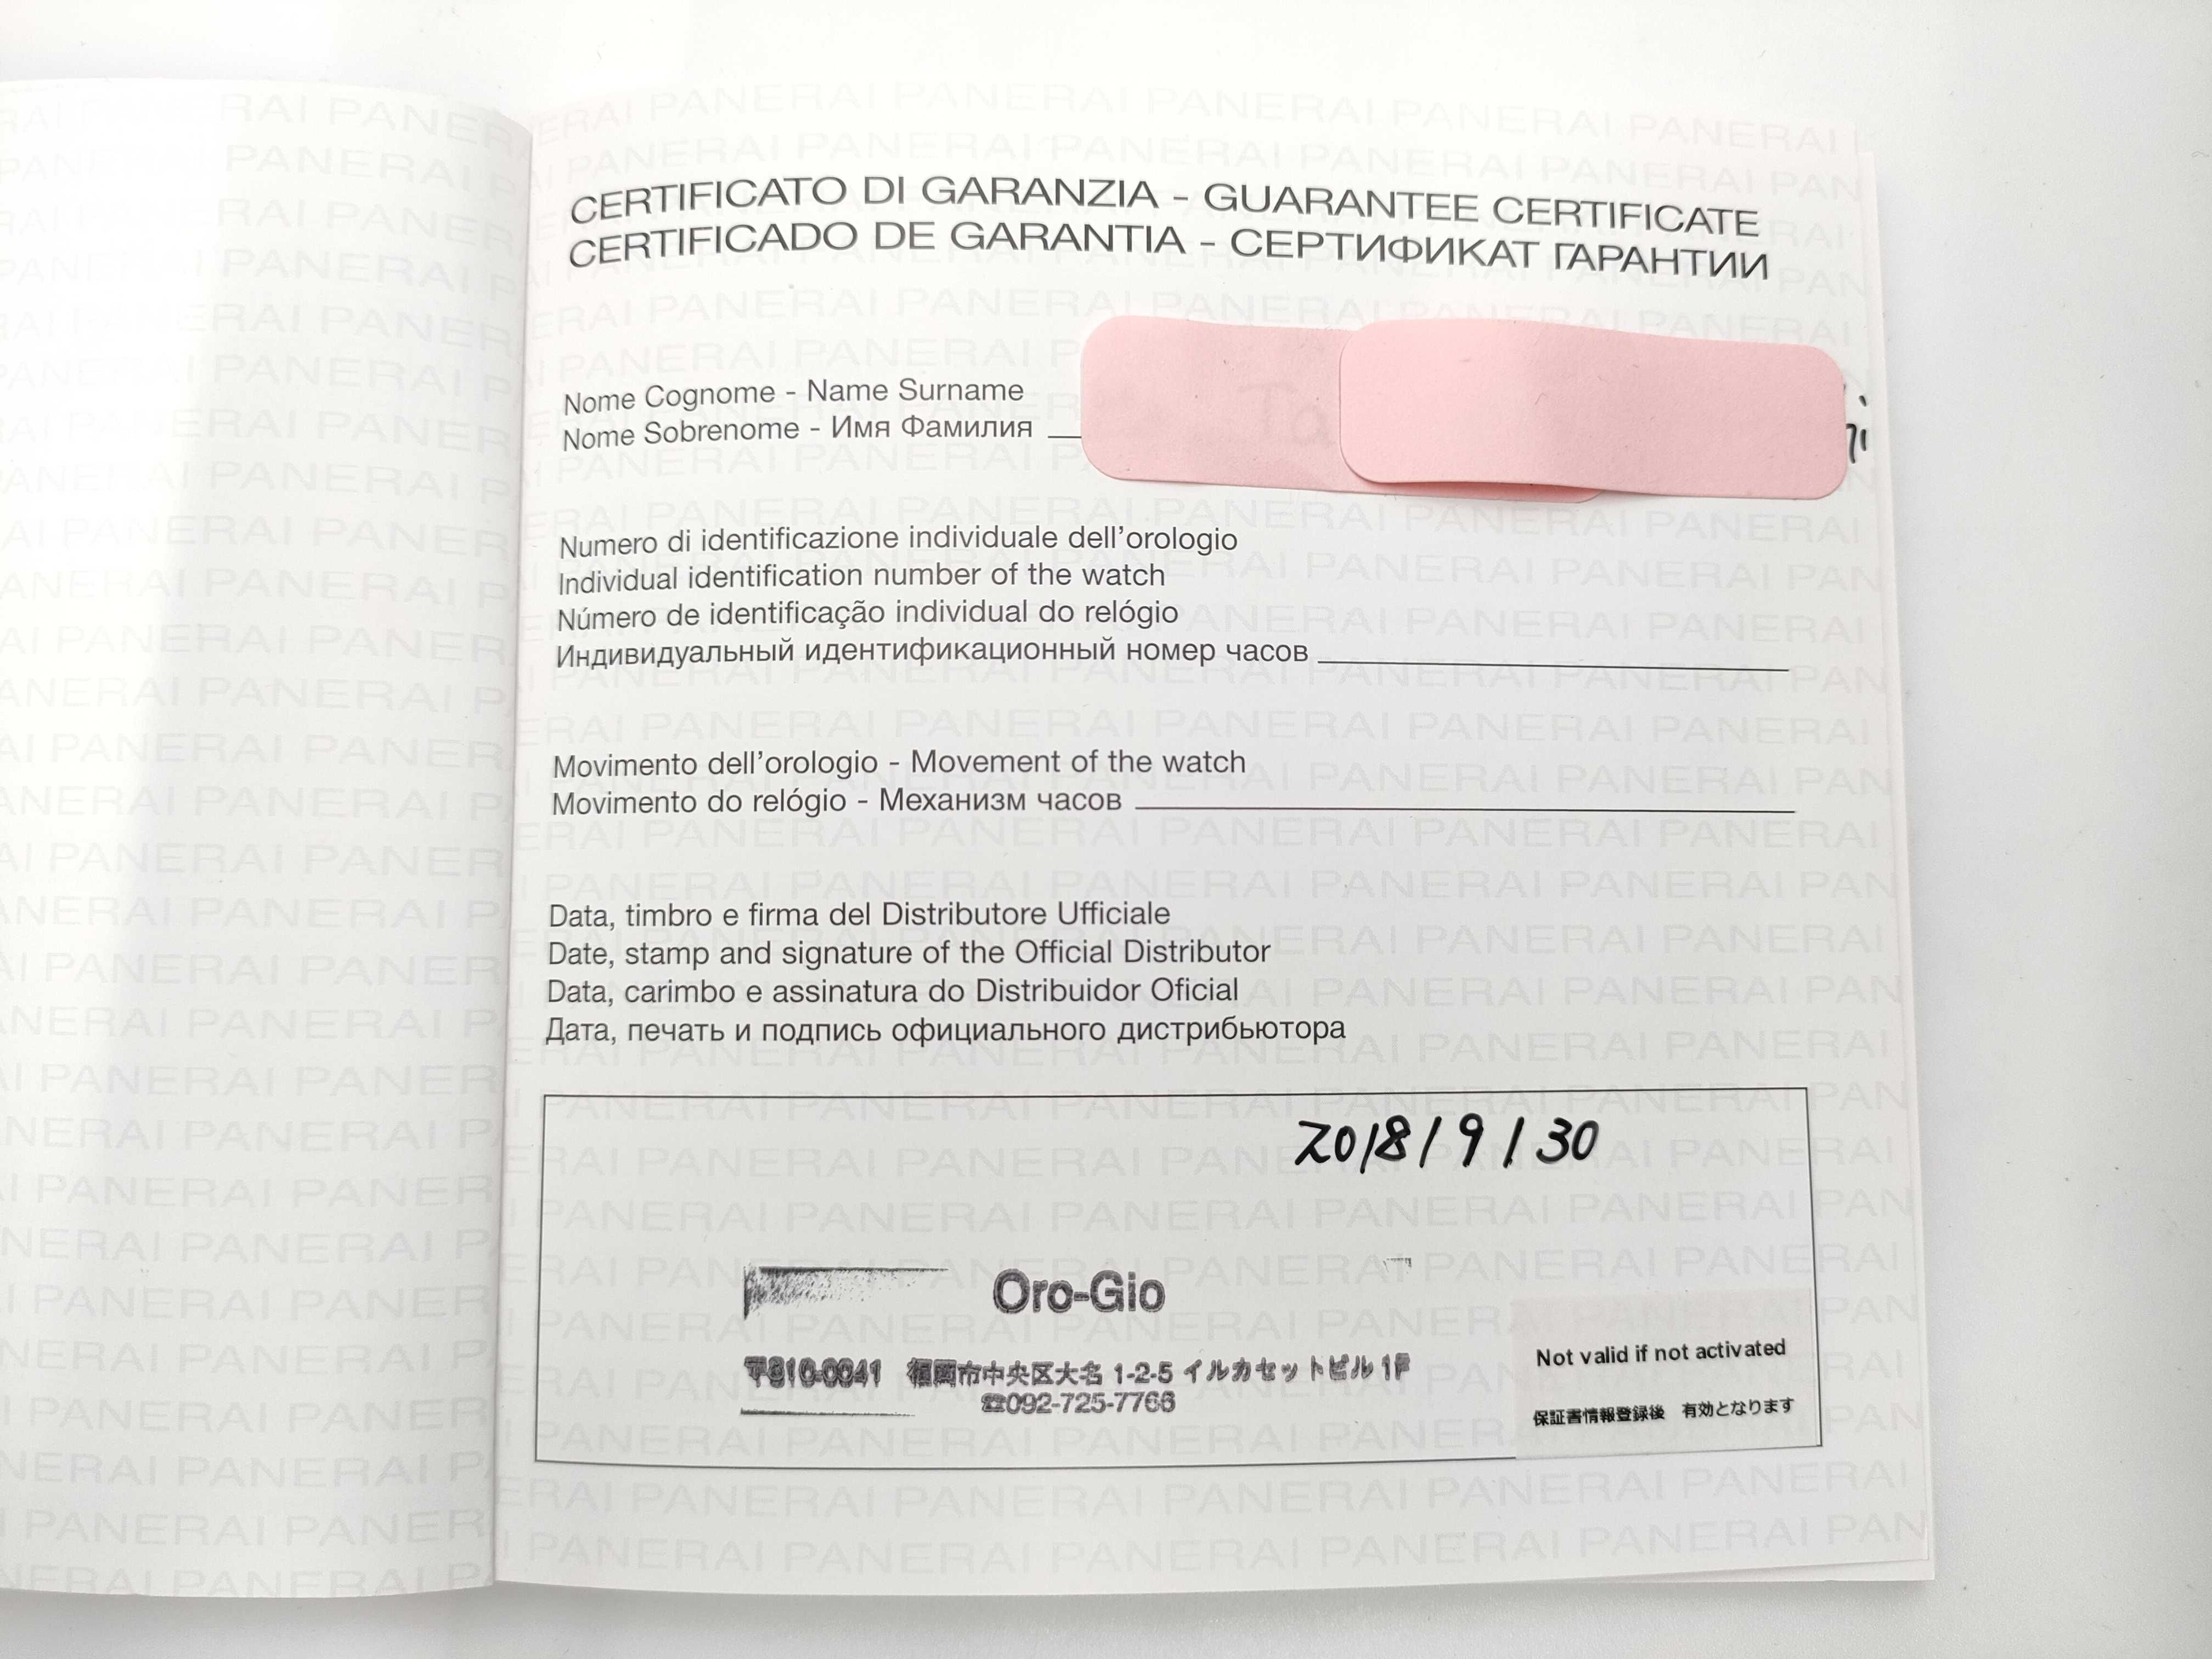 CERTIFICATO DI GARANZIA - GUARANTEE CERTIFICATE
CERTIFICADO DE GARANTIA - СЕРТИФИКАТ ГАРАНТИИ
Nome Cognome - Name Surname
Nome Sobrenome - Имя Фамилия
Numero di identificazione individuale dell'orologio
Individual identification number of the watch
Número de identificação individual do relógio
Индивидуальный идентификационный номер часов
Movimento dell'orologio - Movement of the watch
Movimento do relógio - Механизм часов
Data, timbro e firma del Distributore Ufficiale
Date, stamp and signature of the Official Distributor
Data, carimbo e assinatura do Distribuidor Oficial
Дата, печать и подпись официального дистрибьютора
2018/9/30
Oro-Gio
〒810-0041 福岡市中央区大名 1-2-5 イルカセットビル 1F
☎092-725-7766
Not valid if not activated
保証書情報登録後 有効となります